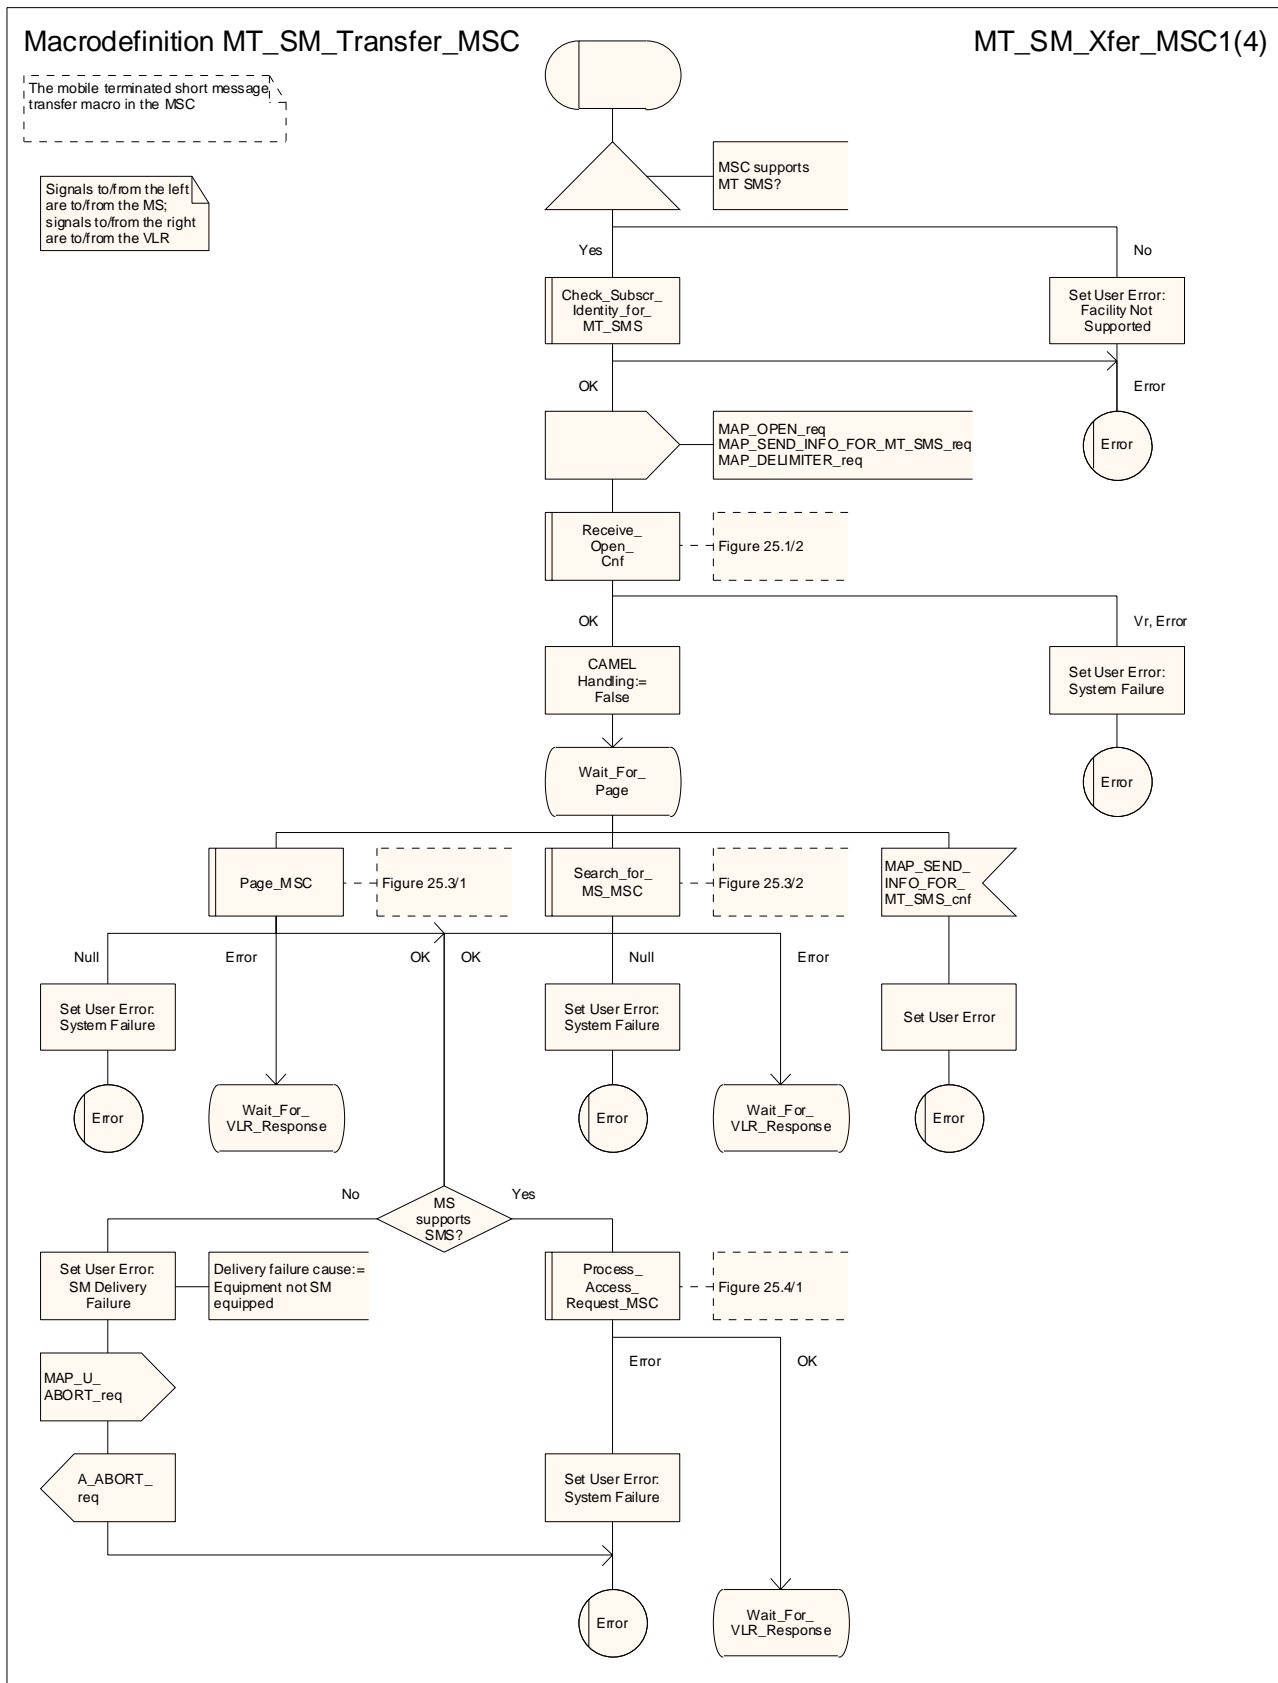 Macrodefinition MT_SM_Transfer_MSC
MT_SM_Xfer_MSC1(4)
The mobile terminated short message
transfer macro in the MSC
Signals to/from the left
are to/from the MS;
signals to/from the right
are to/from the VLR
MSC supports
MT SMS?
Yes
No
Check_Subscr_
Identity_for_
MT_SMS
Set User Error:
Facility Not
Supported
OK
Error
MAP_OPEN_req
MAP_SEND_INFO_FOR_MT_SMS_req
MAP_DELIMITER_req
Error
Receive_
Open_
Cnf
Figure 25.1/2
OK
Vr, Error
CAMEL
Handling:=
False
Set User Error:
System Failure
Wait_For_
Page
Error
Page_MSC
Figure 25.3/1
Search_for_
MS_MSC
Figure 25.3/2
MAP_SEND_
INFO_FOR_
MT_SMS_cnf
Null
Error
OK
OK
Null
Error
Set User Error:
System Failure
Set User Error:
System Failure
Set User Error
Error
Wait_For_
VLR_Response
Error
Wait_For_
VLR_Response
Error
No
MS
supports
SMS?
Yes
Set User Error:
SM Delivery
Failure
Delivery failure cause:=
Equipment not SM
equipped
Process_
Access_
Request_MSC
Figure 25.4/1
Error
OK
MAP_U_
ABORT_req
A_ABORT_
req
Set User Error:
System Failure
Error
Wait_For_
VLR_Response